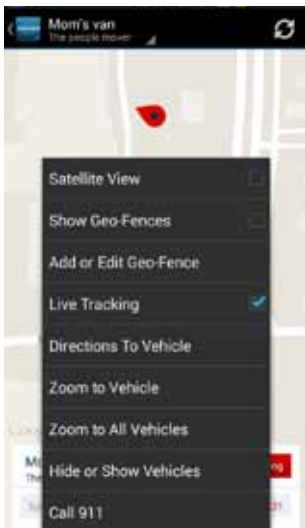 Mom's van
The people mover
Satellite View
Show Geo-Fences
Add or Edit Geo-Fence
Live Tracking
Directions To Vehicle
Zoom to Vehicle
Zoom to All Vehicles
Hide or Show Vehicles
Call 911